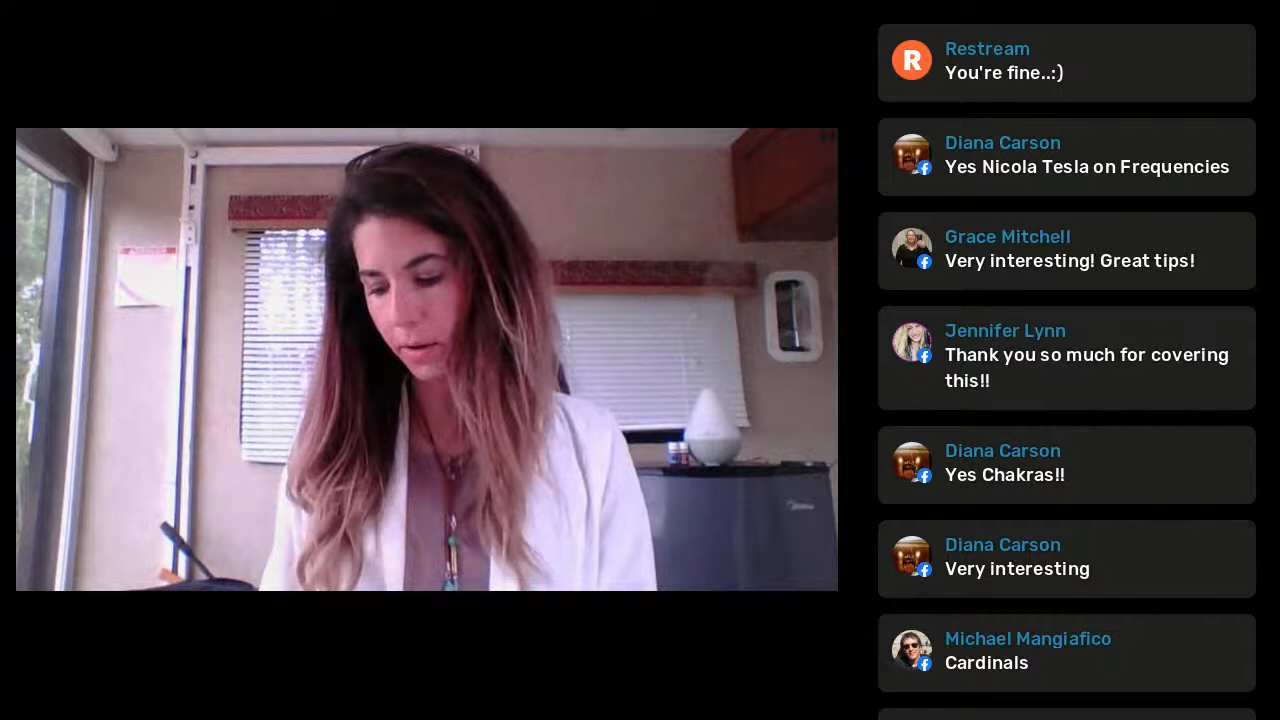 Restream
You're fine..:)
Diana Carson
Yes Nicola Tesla on Frequencies
Grace Mitchell
Very interesting! Great tips!
Jennifer Lynn
Thank you so much for covering
this!!
Diana Carson
Yes Chakras!!
Diana Carson
Very interesting
Michael Mangiafico
Cardinals
Midea